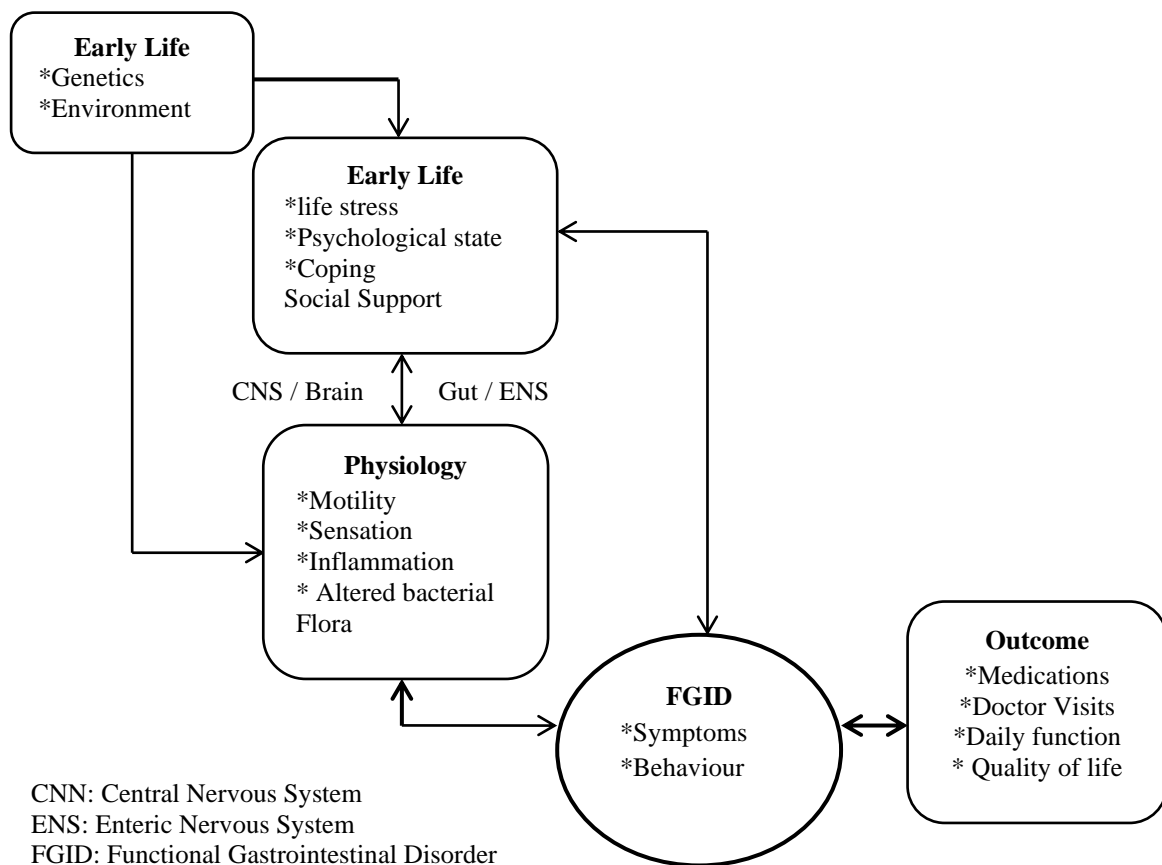 Early Life
*Genetics
*Environment
Early Life
*life stress
*Psychological state
*Coping
Social Support
CNS / Brain Gut / ENS
Physiology
*Motility
*Sensation
*Inflammation
* Altered bacterial
Flora
FGID
*Symptoms
*Behaviour
Outcome
*Medications
*Doctor Visits
*Daily function
* Quality of life
CNN: Central Nervous System
ENS: Enteric Nervous System
FGID: Functional Gastrointestinal Disorder